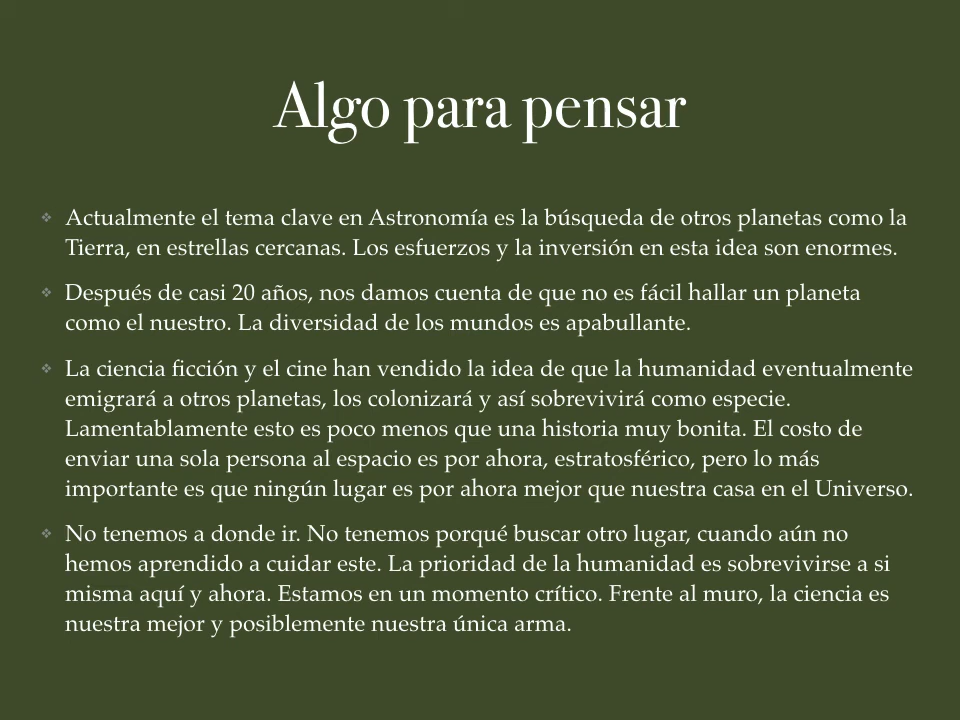 Algo para pensar
❖ Actualmente el tema clave en Astronomía es la búsqueda de otros planetas como la
Tierra, en estrellas cercanas. Los esfuerzos y la inversión en esta idea son enormes.
❖ Después de casi 20 años, nos damos cuenta de que no es fácil hallar un planeta
como el nuestro. La diversidad de los mundos es apabullante.
❖ La ciencia ficción y el cine han vendido la idea de que la humanidad eventualmente
emigrará a otros planetas, los colonizará y así sobrevivirá como especie.
Lamentablamente esto es poco menos que una historia muy bonita. El costo de
enviar una sola persona al espacio es por ahora, estratosférico, pero lo más
importante es que ningún lugar es por ahora mejor que nuestra casa en el Universo.
❖ No tenemos a donde ir. No tenemos porqué buscar otro lugar, cuando aún no
hemos aprendido a cuidar este. La prioridad de la humanidad es sobrevivirse a si
misma aquí y ahora. Estamos en un momento crítico. Frente al muro, la ciencia es
nuestra mejor y posiblemente nuestra única arma.